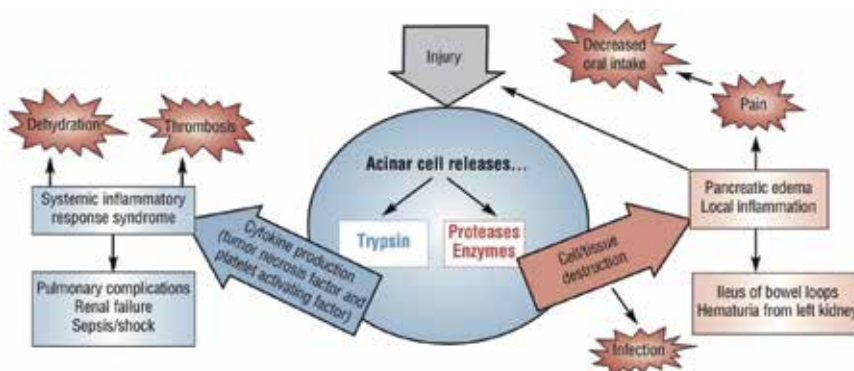 Injury
Decreased
oral intake
Pain
Dehydration
Thrombosis
Acinar cell releases...
Trypsin
Proteases
Enzymes
Systemic inflammatory
response syndrome
Pancreatic edema
Local inflammation
Cytokine production
(tumor necrosis factor and
platelet activating factor)
Cell/tissue
destruction
Pulmonary complications
Renal failure
Sepsis/shock
Ileus of bowel loops
Hematuria from left kidney
Infection